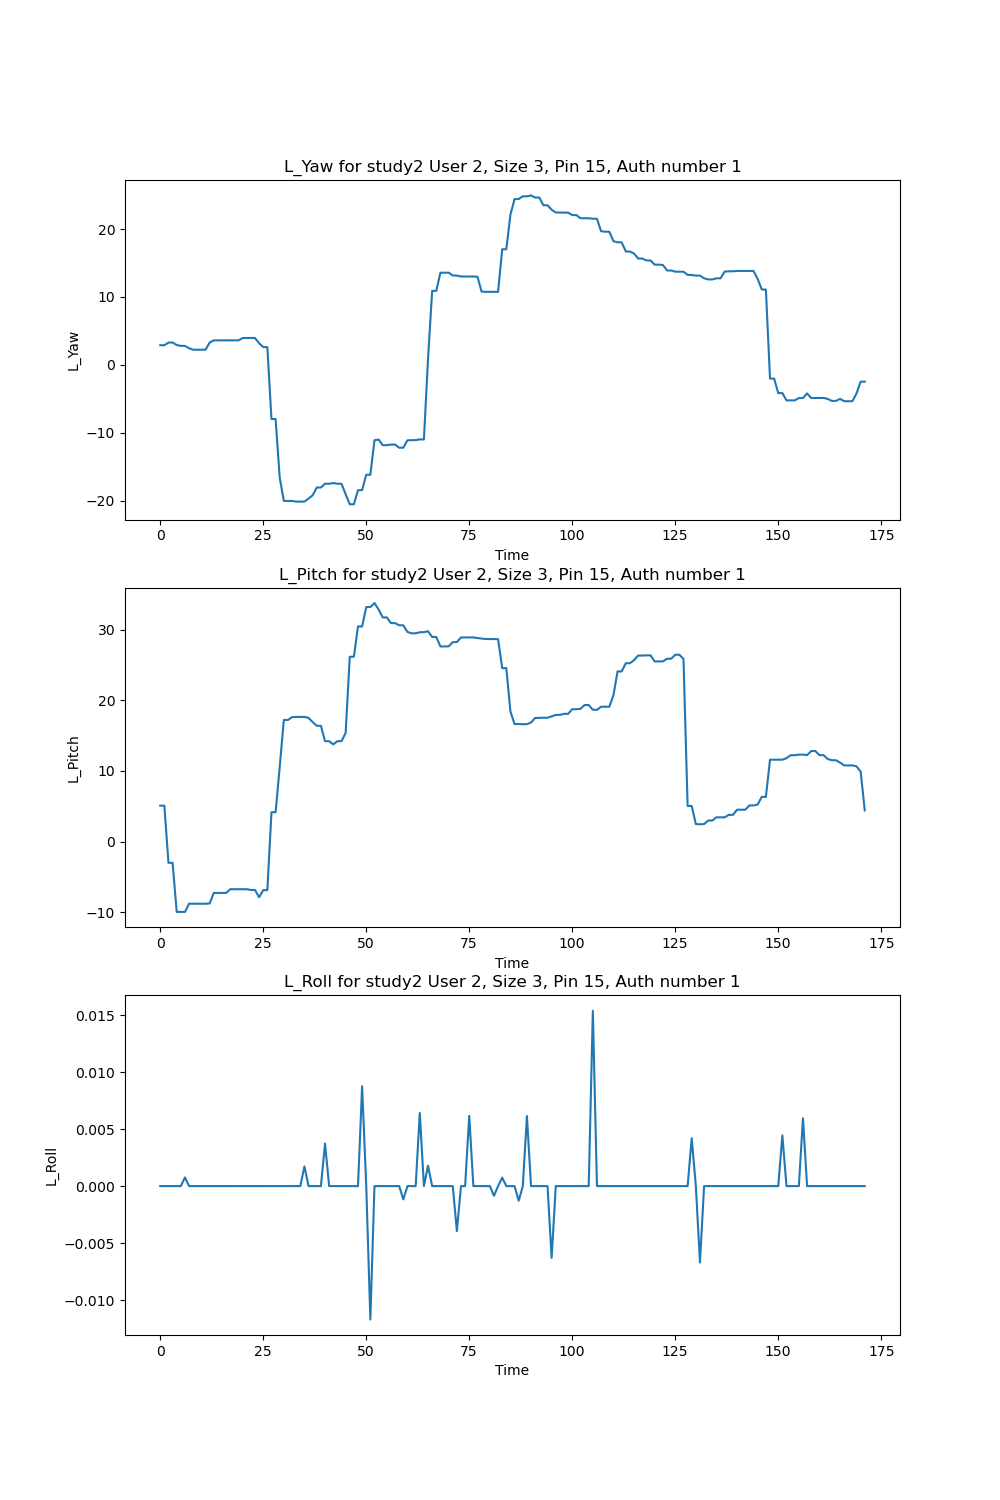 L_Yaw for study2 User 2, Size 3, Pin 15, Auth number 1
20
10
0
−10
−20
L_Yaw
0 25 50 75 100 125 150 175
Time
L_Pitch for study2 User 2, Size 3, Pin 15, Auth number 1
30
20
10
0
−10
L_Pitch
0 25 50 75 100 125 150 175
Time
L_Roll for study2 User 2, Size 3, Pin 15, Auth number 1
0.015
0.010
0.005
0.000
−0.005
−0.010
L_Roll
0 25 50 75 100 125 150 175
Time